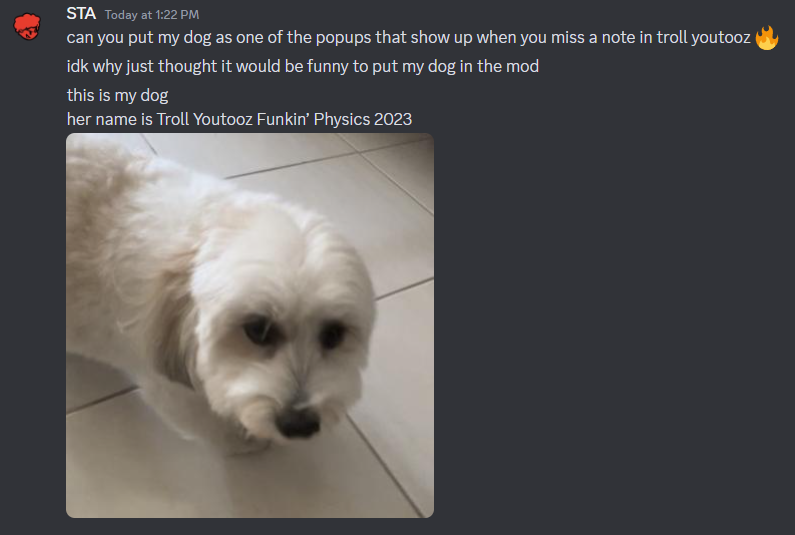 STA Today at 1:22 PM
can you put my dog as one of the popups that show up when you miss a note in troll youtooz 🔥
idk why just thought it would be funny to put my dog in the mod
this is my dog
her name is Troll Youtooz Funkin' Physics 2023